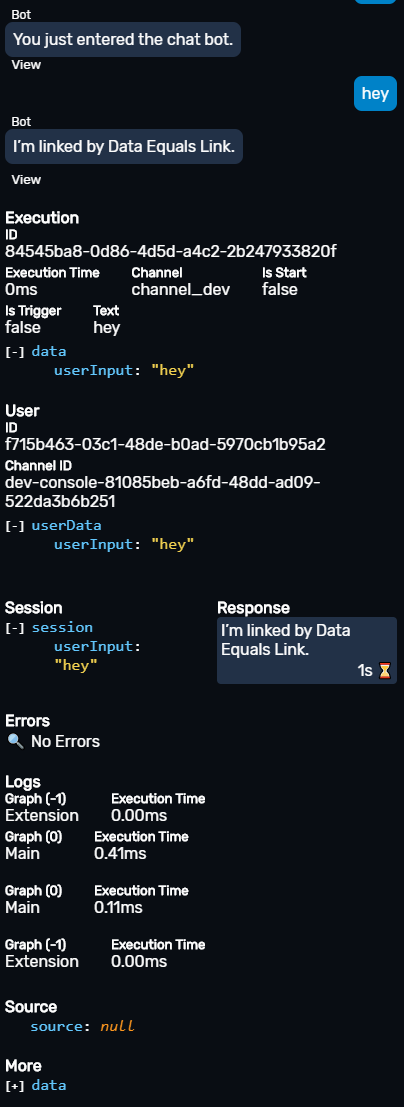 Bot
You just entered the chat bot.
View
hey
Bot
I'm linked by Data Equals Link.
View
Execution
ID
84545ba8-0d86-4d5d-a4c2-2b247933820f
Execution Time Channel Is Start
0ms channel_dev false
Is Trigger Text
false hey
[-] data
userInput: "hey"
User
ID
f715b463-03c1-48de-b0ad-5970cb1b95a2
Channel ID
dev-console-81085beb-a6fd-48dd-ad09-
522da3b6b251
[-] userData
userInput: "hey"
Session
[-] session
userInput:
"hey"
Response
I'm linked by Data
Equals Link.
1s
Errors
No Errors
Logs
Graph (-1) Execution Time
Extension 0.00ms
Graph (0) Execution Time
Main 0.41ms
Graph (0) Execution Time
Main 0.11ms
Graph (-1) Execution Time
Extension 0.00ms
Source
source: null
More
[+] data